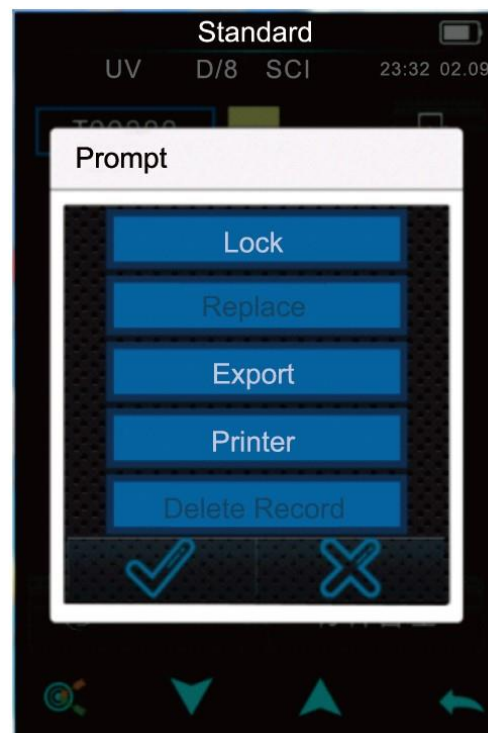 Standard
UV D/8 SCI 23:32 02.09
Prompt
Lock
Replace
Export
Printer
Delete Record